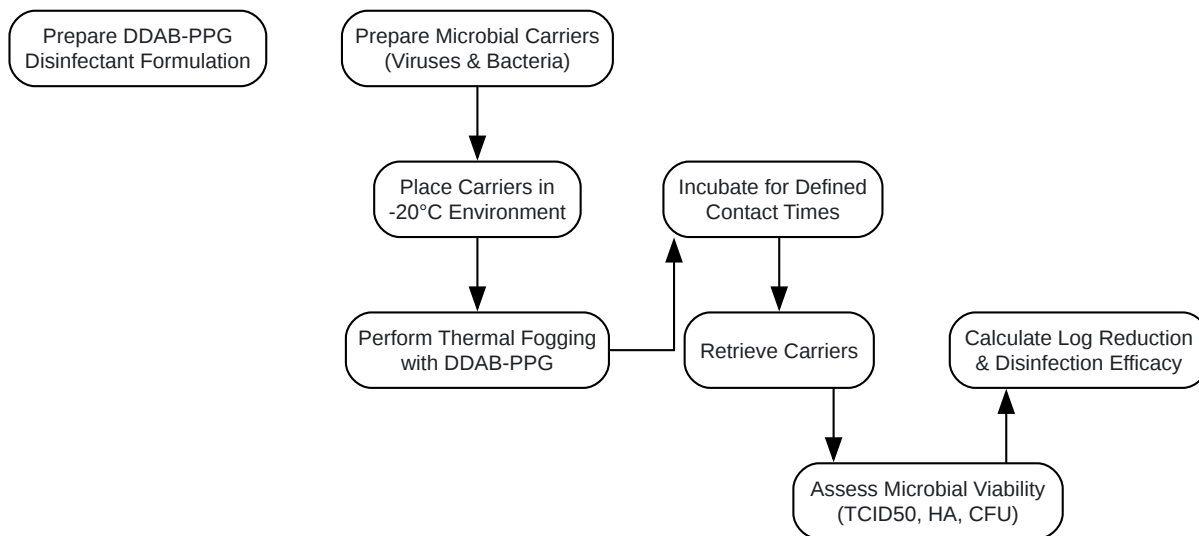 Prepare DDAB-PPG
Disinfectant Formulation
Prepare Microbial Carriers
(Viruses & Bacteria)
Place Carriers in
-20°C Environment
Incubate for Defined
Contact Times
Perform Thermal Fogging
with DDAB-PPG
Retrieve Carriers
Calculate Log Reduction
& Disinfection Efficacy
Assess Microbial Viability
(TCID50, HA, CFU)